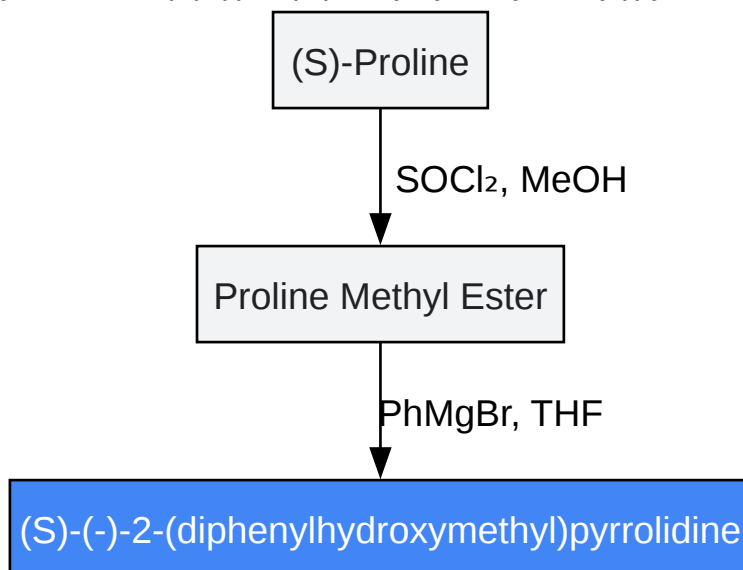 (S)-Proline
SOCl₂, MeOH
Proline Methyl Ester
PhMgBr, THF
(S)-(-)-2-(diphenylhydroxymethyl)pyrrolidine